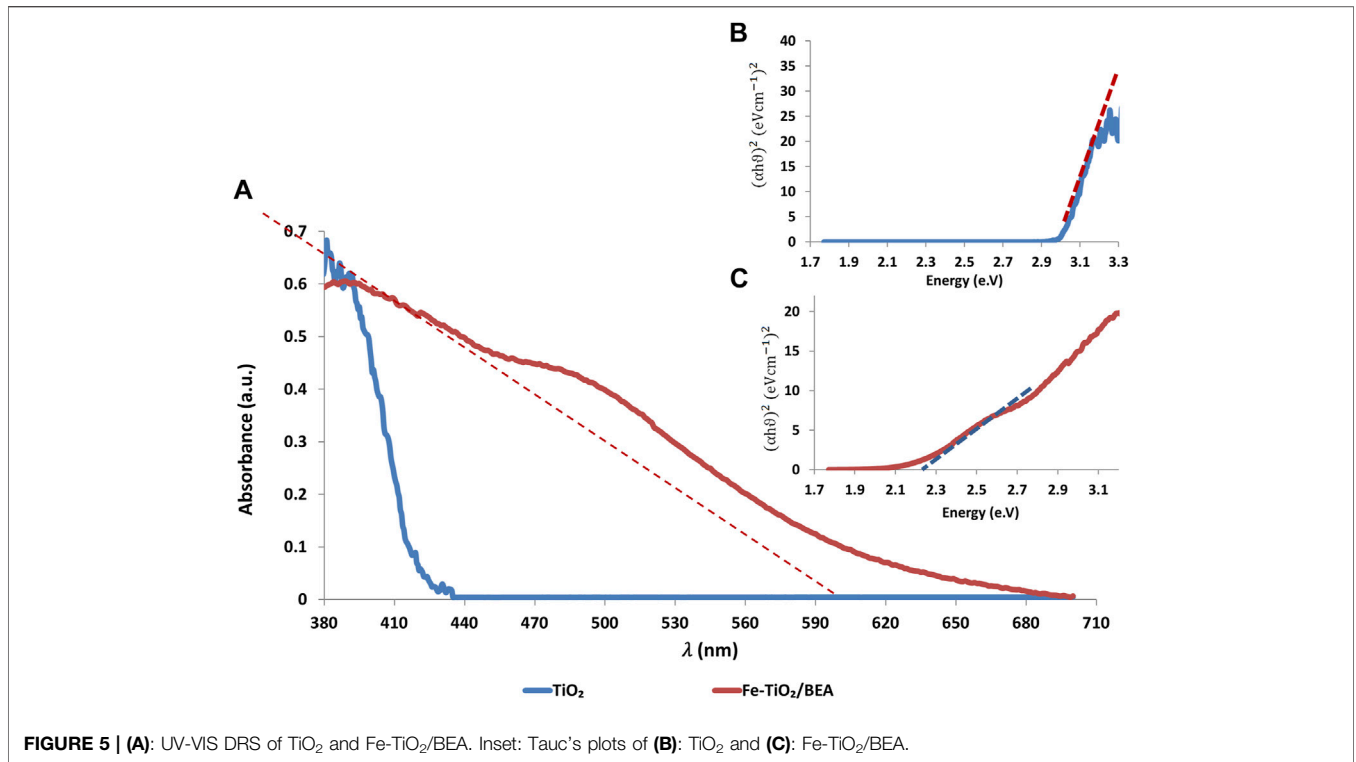 B
40
35
30
25
20
15
10
5
0
(αhϑ)² (eVcm⁻¹)²
1.7 1.9 2.1 2.3 2.5 2.7 2.9 3.1 3.3
Energy (e.V)
A
0.7
0.6
0.5
0.4
0.3
0.2
0.1
0
Absorbance (a.u.)
380 410 440 470 500 530 560 590 620 650 680 710
λ (nm)
C
20
15
10
5
0
(αhϑ)² (eVcm⁻¹)²
1.7 1.9 2.1 2.3 2.5 2.7 2.9 3.1
Energy (e.V)
TiO₂ Fe-TiO₂/BEA
FIGURE 5 | (A): UV-VIS DRS of TiO₂ and Fe-TiO₂/BEA. Inset: Tauc's plots of (B): TiO₂ and (C): Fe-TiO₂/BEA.